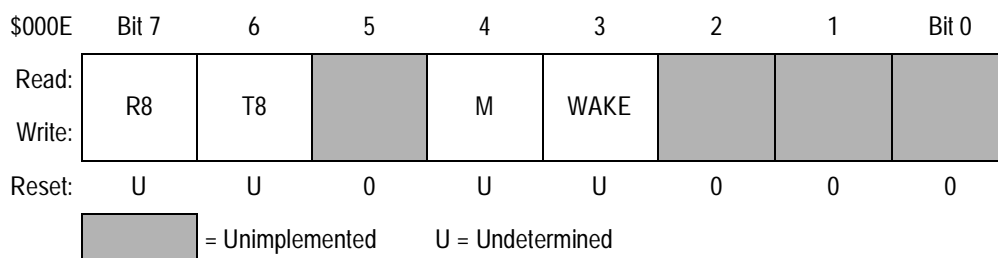 $000E Bit 7 6 5 4 3 2 1 Bit 0
Read:
R8 T8 M WAKE
Write:
Reset: U U 0 U U 0 0 0
= Unimplemented U = Undetermined